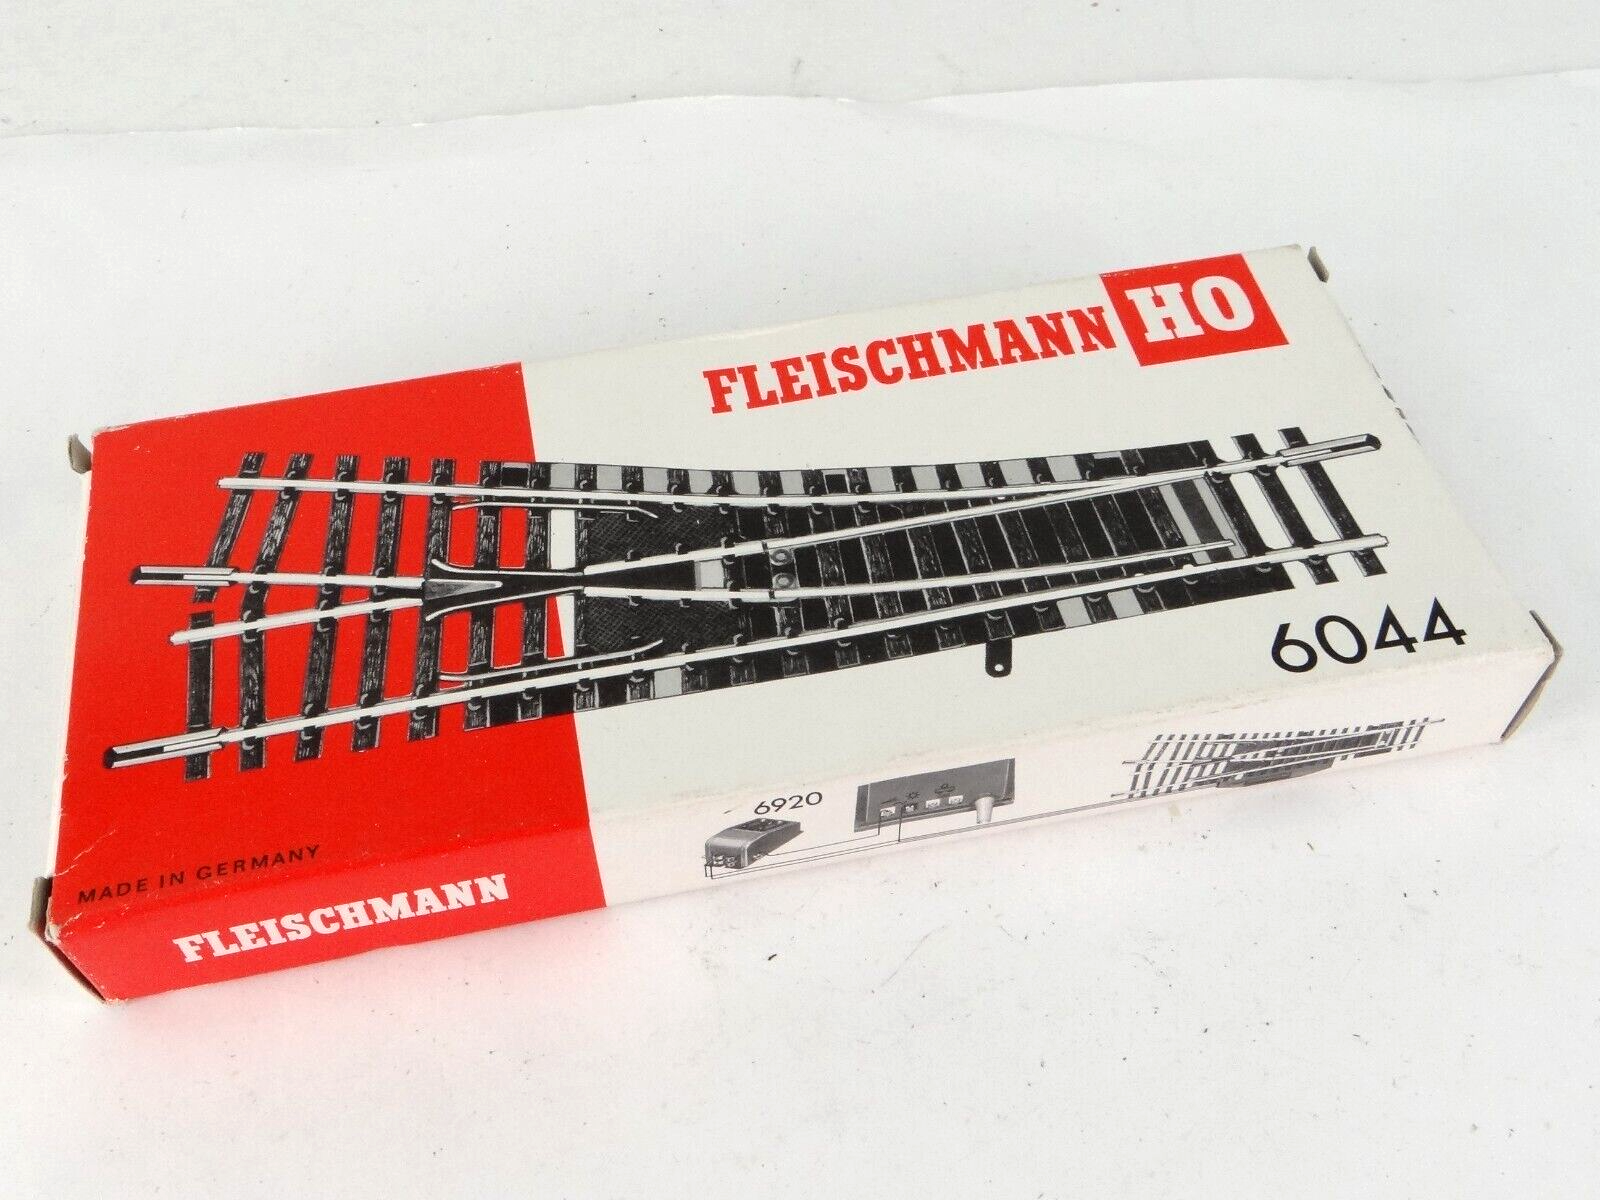 FLEISCHMANN HO
6044
6920
MADE IN GERMANY
FLEISCHMANN